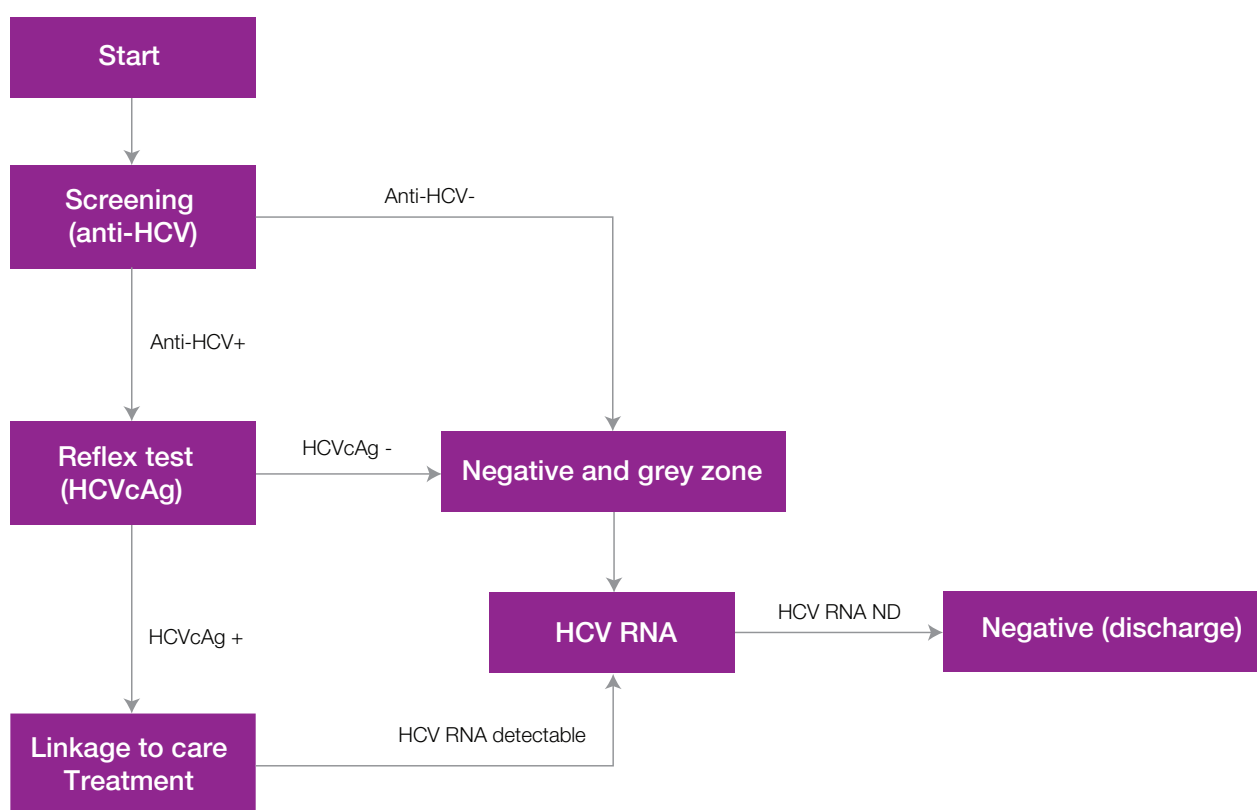 Start
Screening
(anti-HCV)
Anti-HCV-
Anti-HCV+
Reflex test
(HCVcAg)
HCVcAg -
Negative and grey zone
HCVcAg +
HCV RNA
HCV RNA ND
Negative (discharge)
Linkage to care
Treatment
HCV RNA detectable